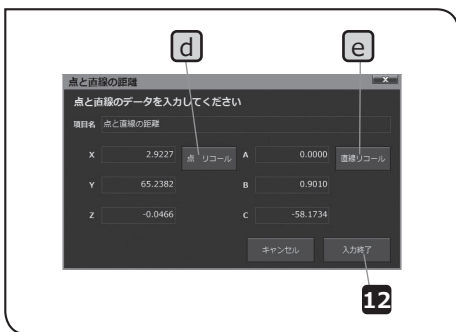 d e
点と直線の距離 x
点と直線のデータを入力してください
項目名 点と直線の距離
X 2.9227 点 リコール A 0.0000 直線リコール
Y 65.2382 B 0.9010
Z -0.0466 C -58.1734
キャンセル 入力終了
12